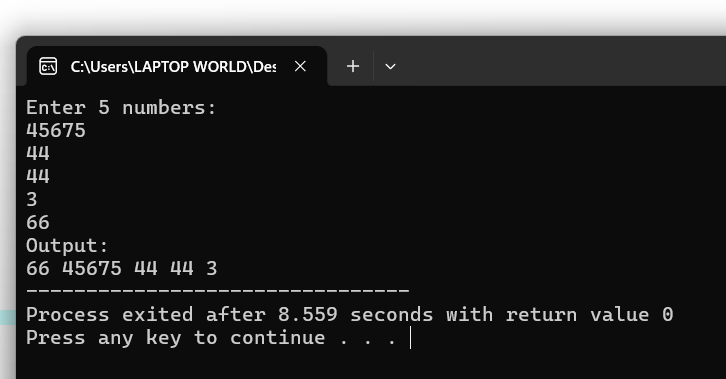 C:\Users\LAPTOP WORLD\Des
Enter 5 numbers:
45675
44
44
3
66
Output:
66 45675 44 44 3
--------------------------------
Process exited after 8.559 seconds with return value 0
Press any key to continue . . .